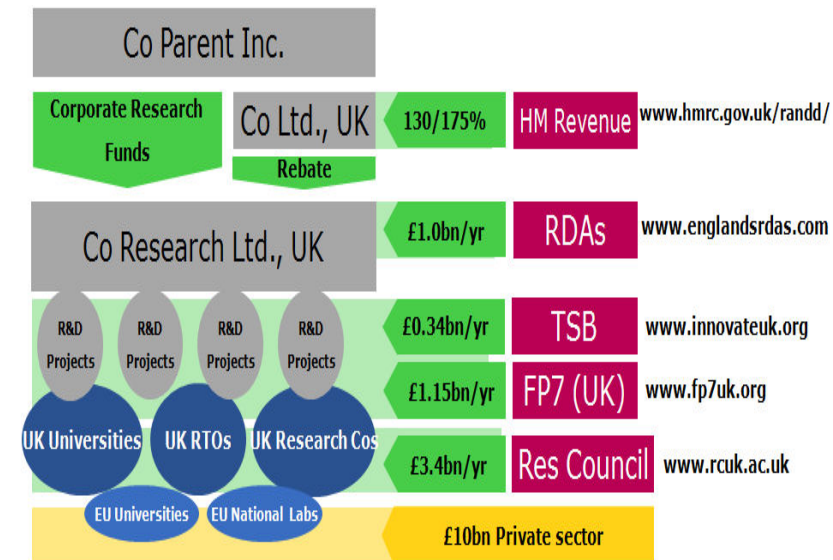 Co Parent Inc.
Corporate Research
Funds
Co Ltd., UK
130/175%
HM Revenue
www.hmrc.gov.uk/randd/
Rebate
Co Research Ltd., UK
£1.0bn/yr
RDAs
www.englandsrdas.com
R&D
Projects
R&D
Projects
R&D
Projects
R&D
Projects
£0.34bn/yr
TSB
www.innovateuk.org
£1.15bn/yr
FP7 (UK)
www.fp7uk.org
UK Universities
UK RTOs
UK Research Cos
£3.4bn/yr
Res Council
www.rcuk.ac.uk
EU Universities
EU National Labs
£10bn Private sector